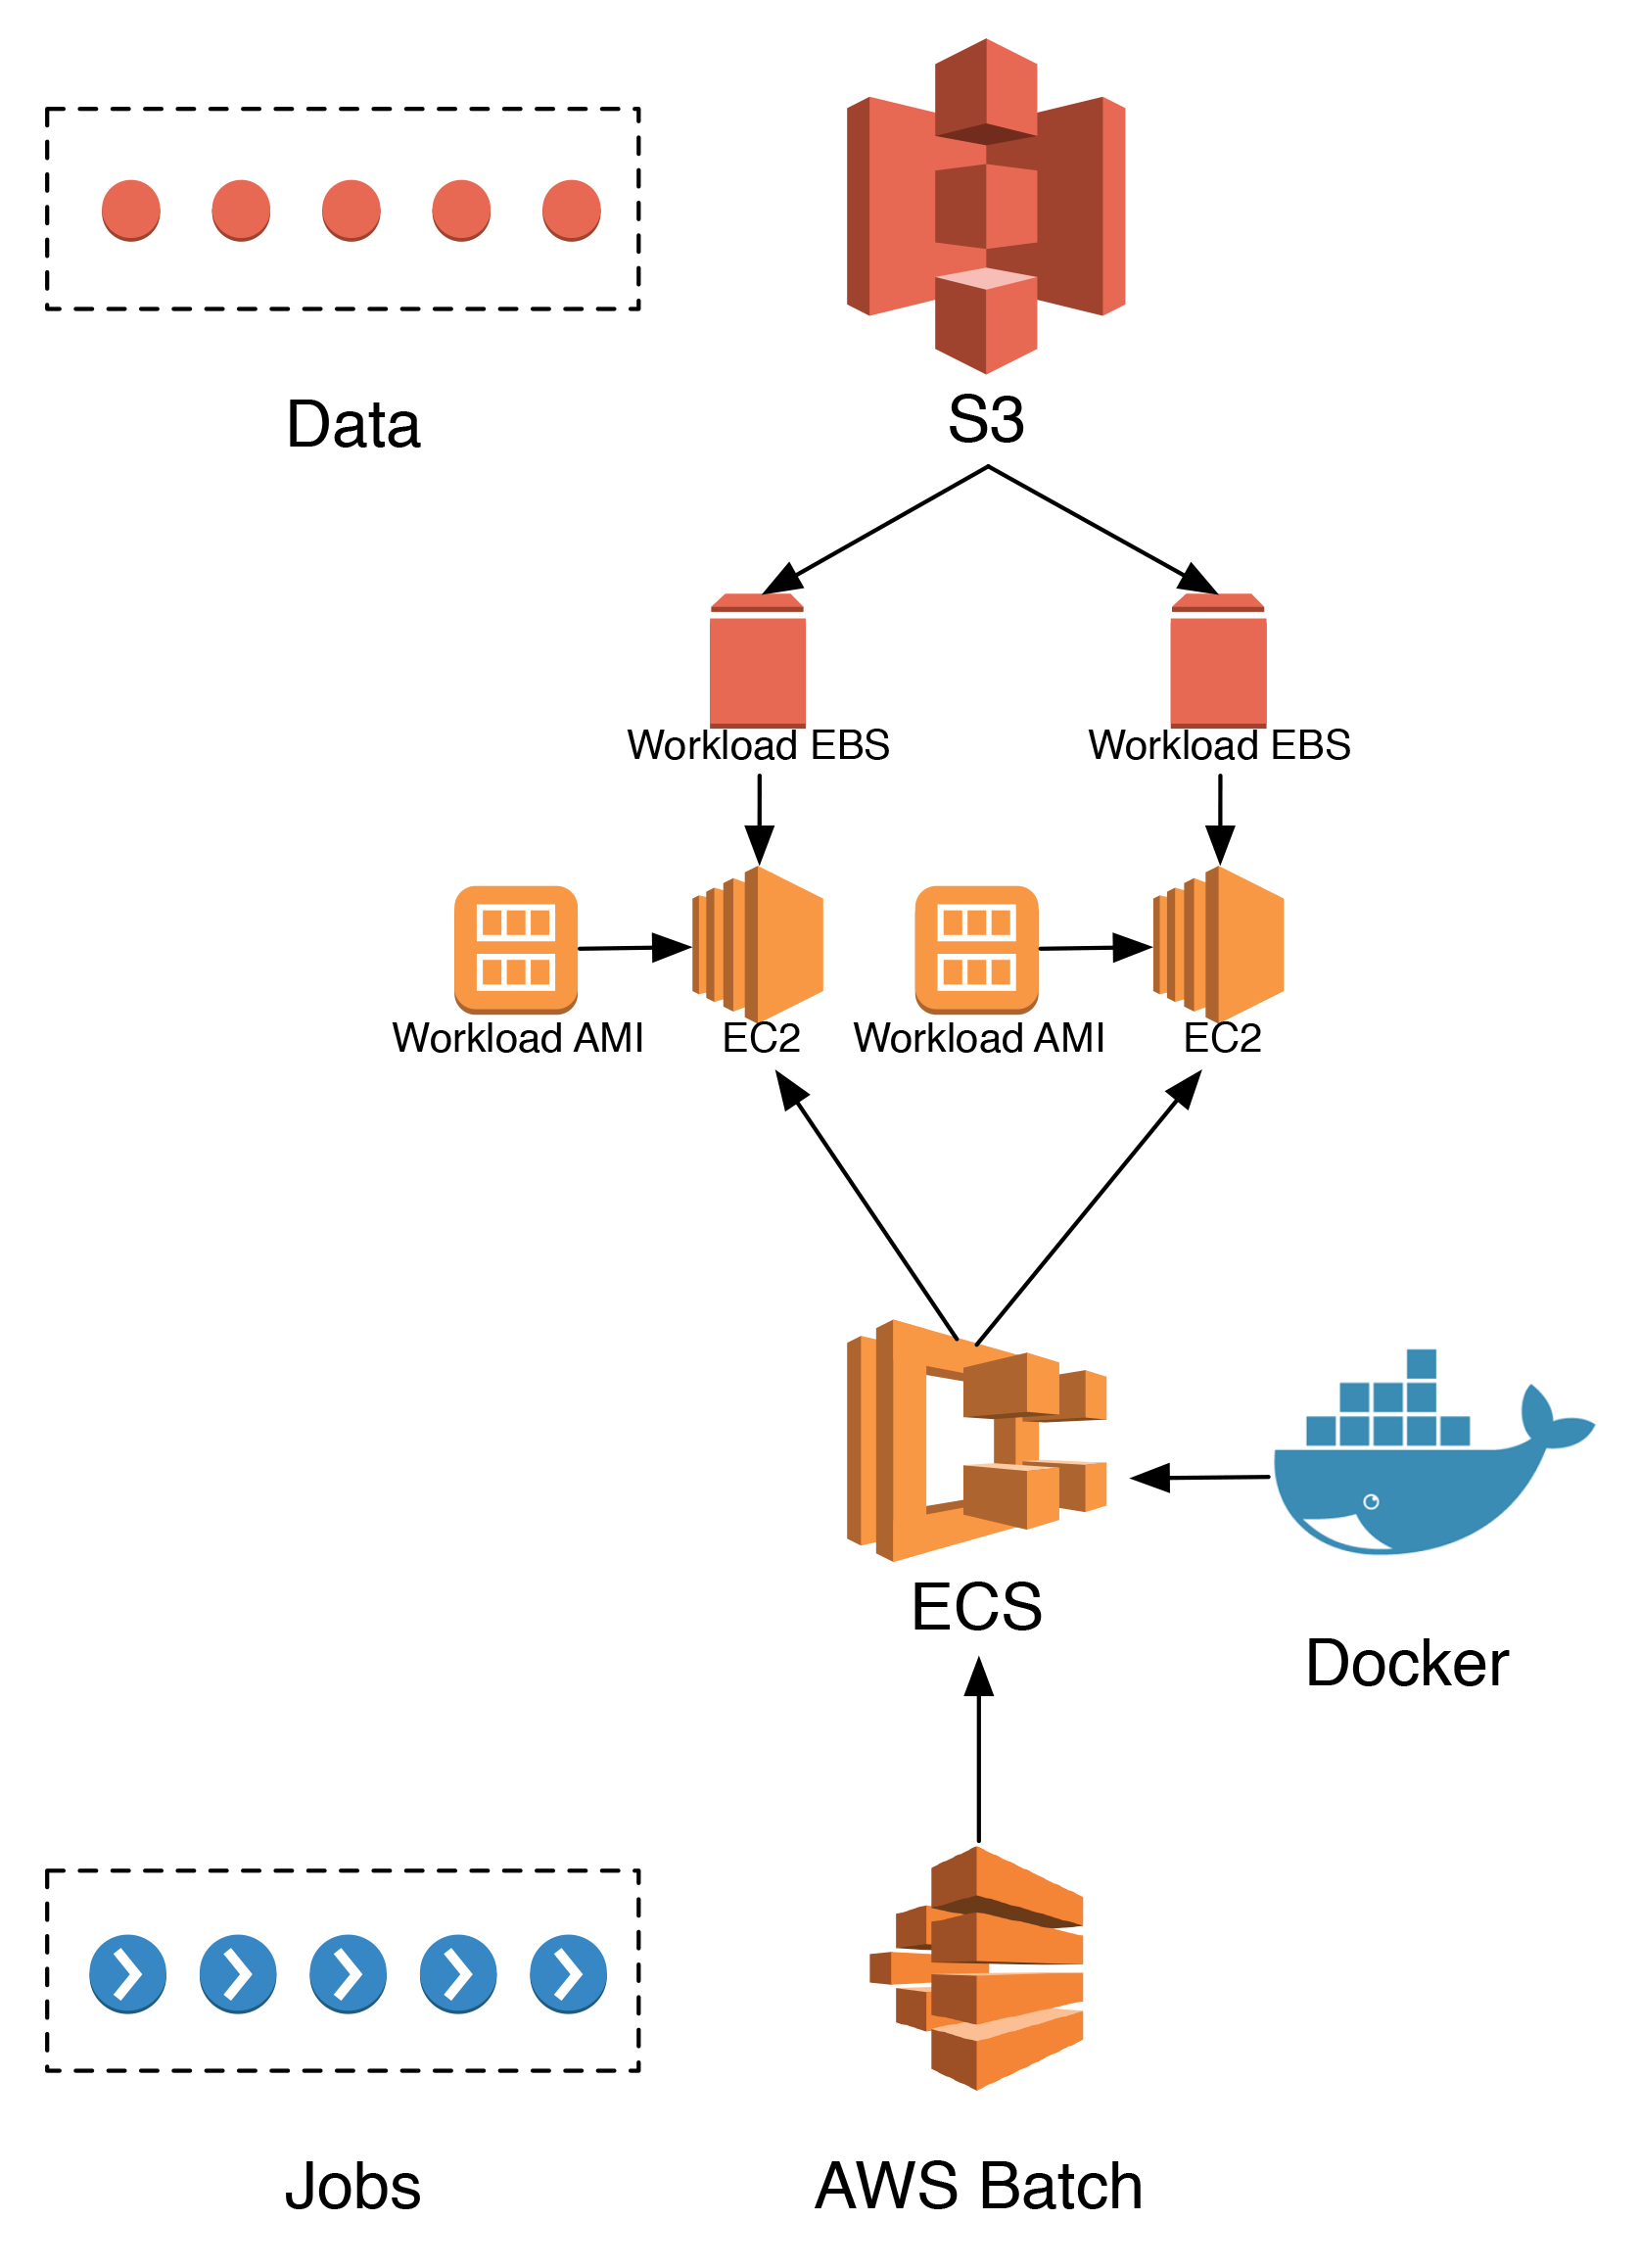 Data
S3
Workload EBS
Workload EBS
Workload AMI
EC2
Workload AMI
EC2
ECS
Docker
Jobs
AWS Batch